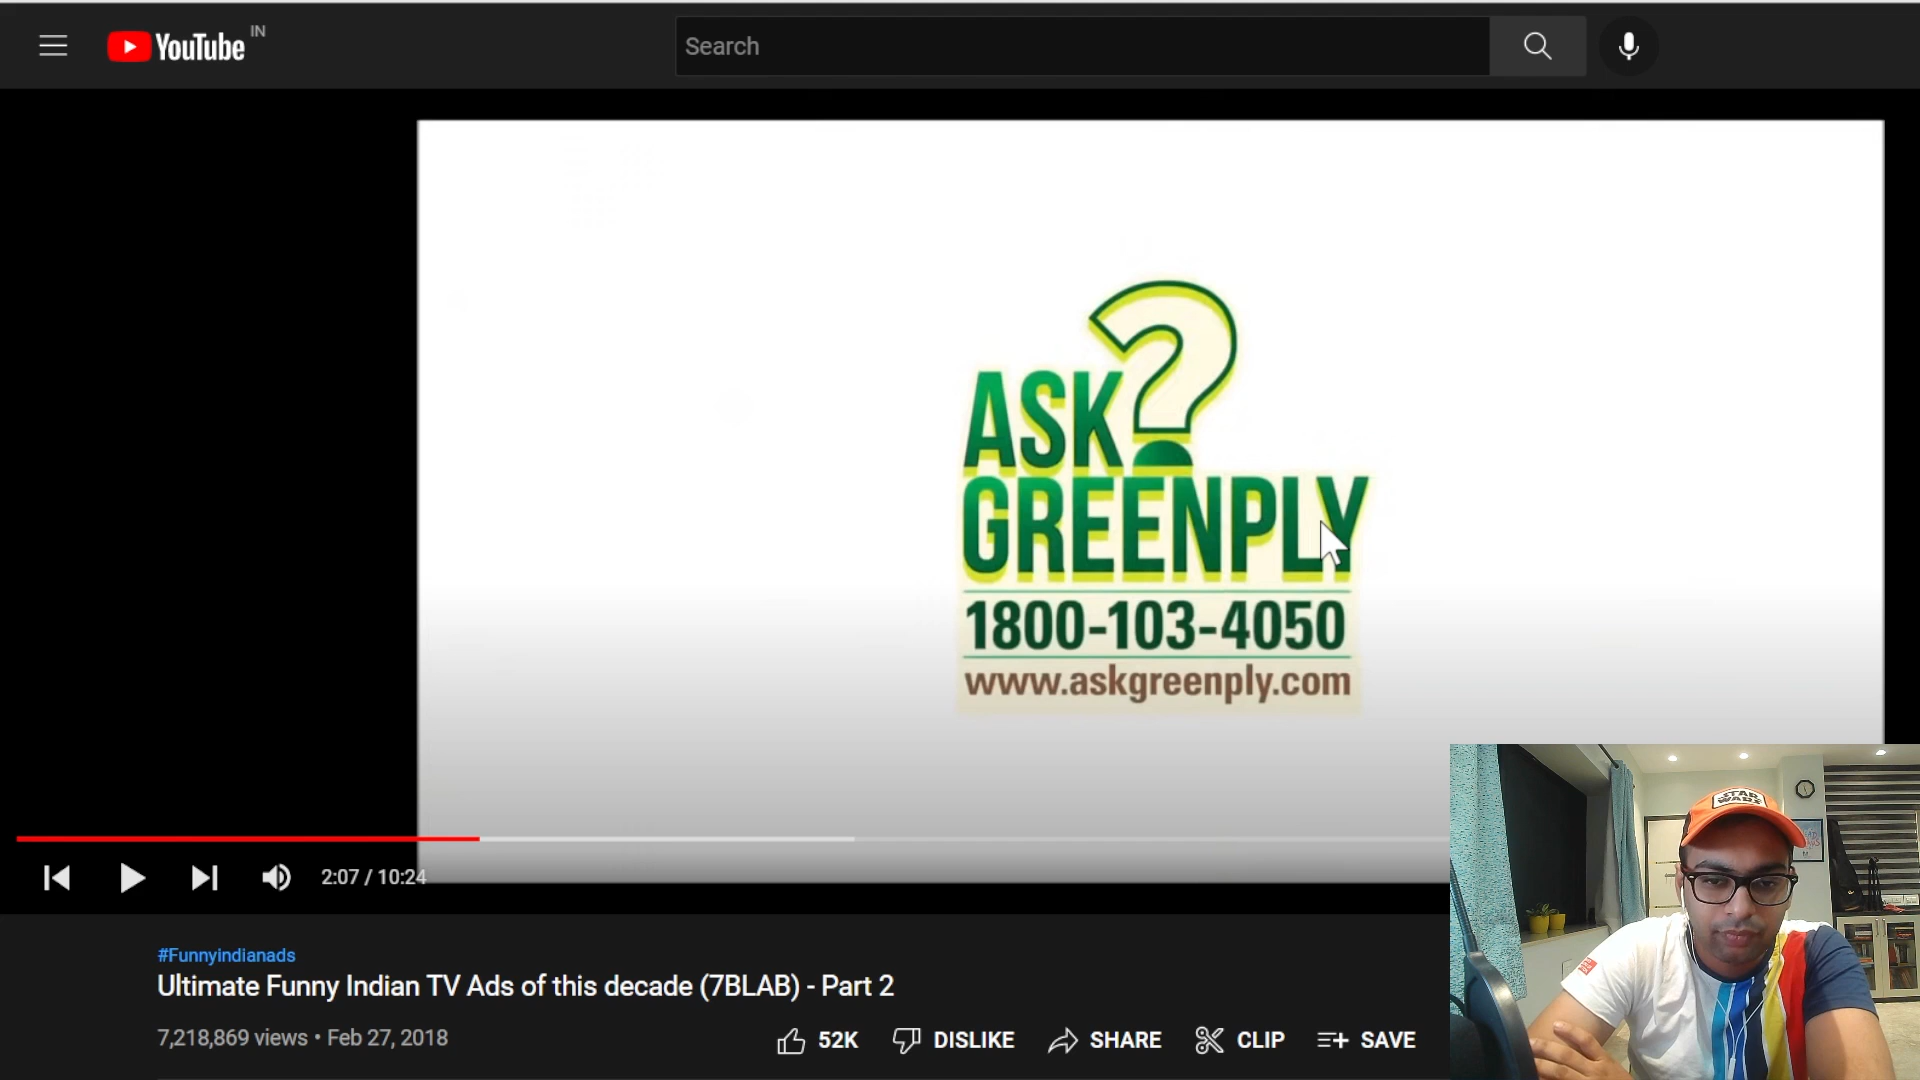 YouTube IN
Search
ASK?
GREENPLY
1800-103-4050
www.askgreenply.com
2:07 / 10:24
STAR
WARS
#Funnyindianads
Ultimate Funny Indian TV Ads of this decade (7BLAB) - Part 2
7,218,869 views • Feb 27, 2018
52K
DISLIKE
SHARE
CLIP
SAVE